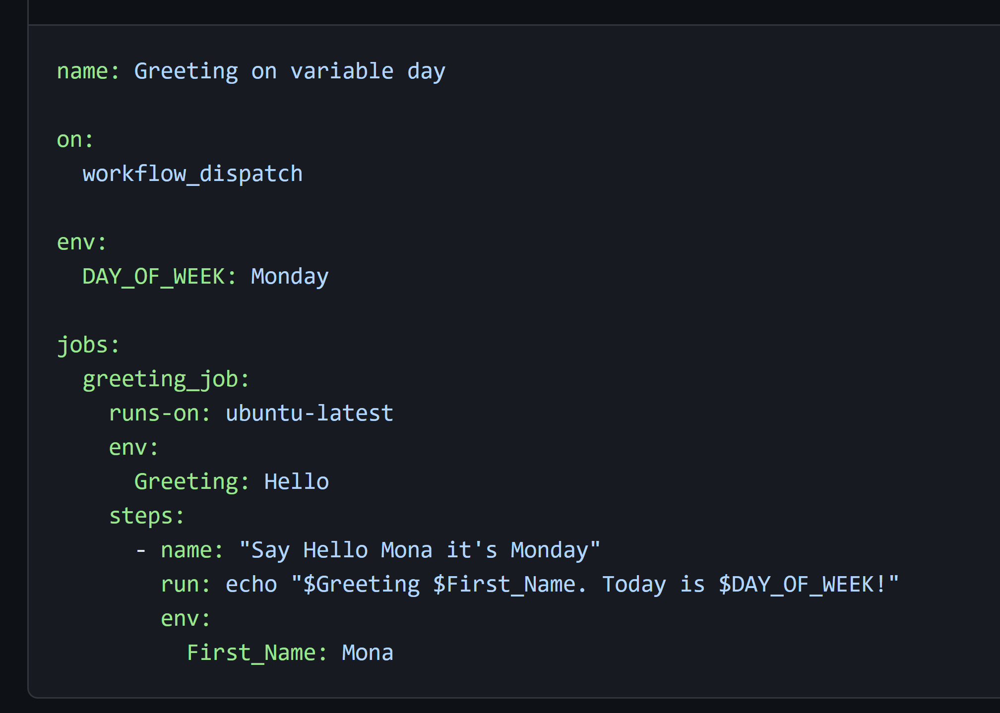 name: Greeting on variable day
on:
  workflow_dispatch
env:
  DAY_OF_WEEK: Monday
jobs:
  greeting_job:
    runs-on: ubuntu-latest
    env:
      Greeting: Hello
    steps:
      - name: "Say Hello Mona it's Monday"
        run: echo "$Greeting $First_Name. Today is $DAY_OF_WEEK!"
        env:
          First_Name: Mona